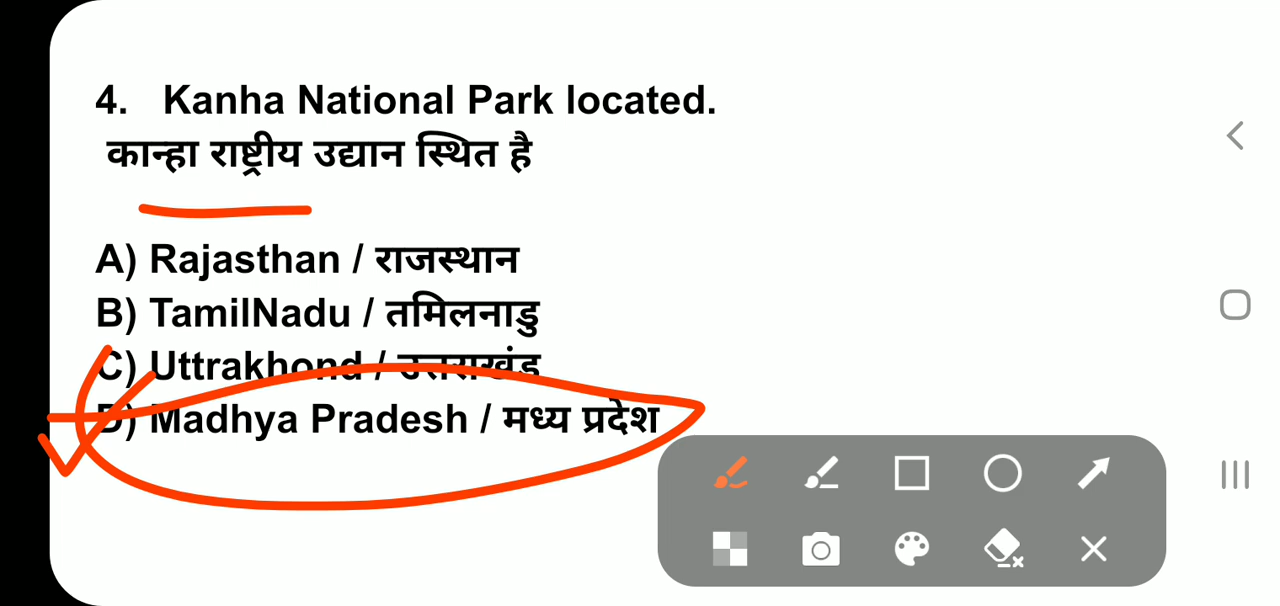 4. Kanha National Park located.
कान्हा राष्ट्रीय उद्यान स्थित है
A) Rajasthan / राजस्थान
B) TamilNadu / तमिलनाडु
C) Uttrakhond / उत्तराखंड
D) Madhya Pradesh / मध्य प्रदेश